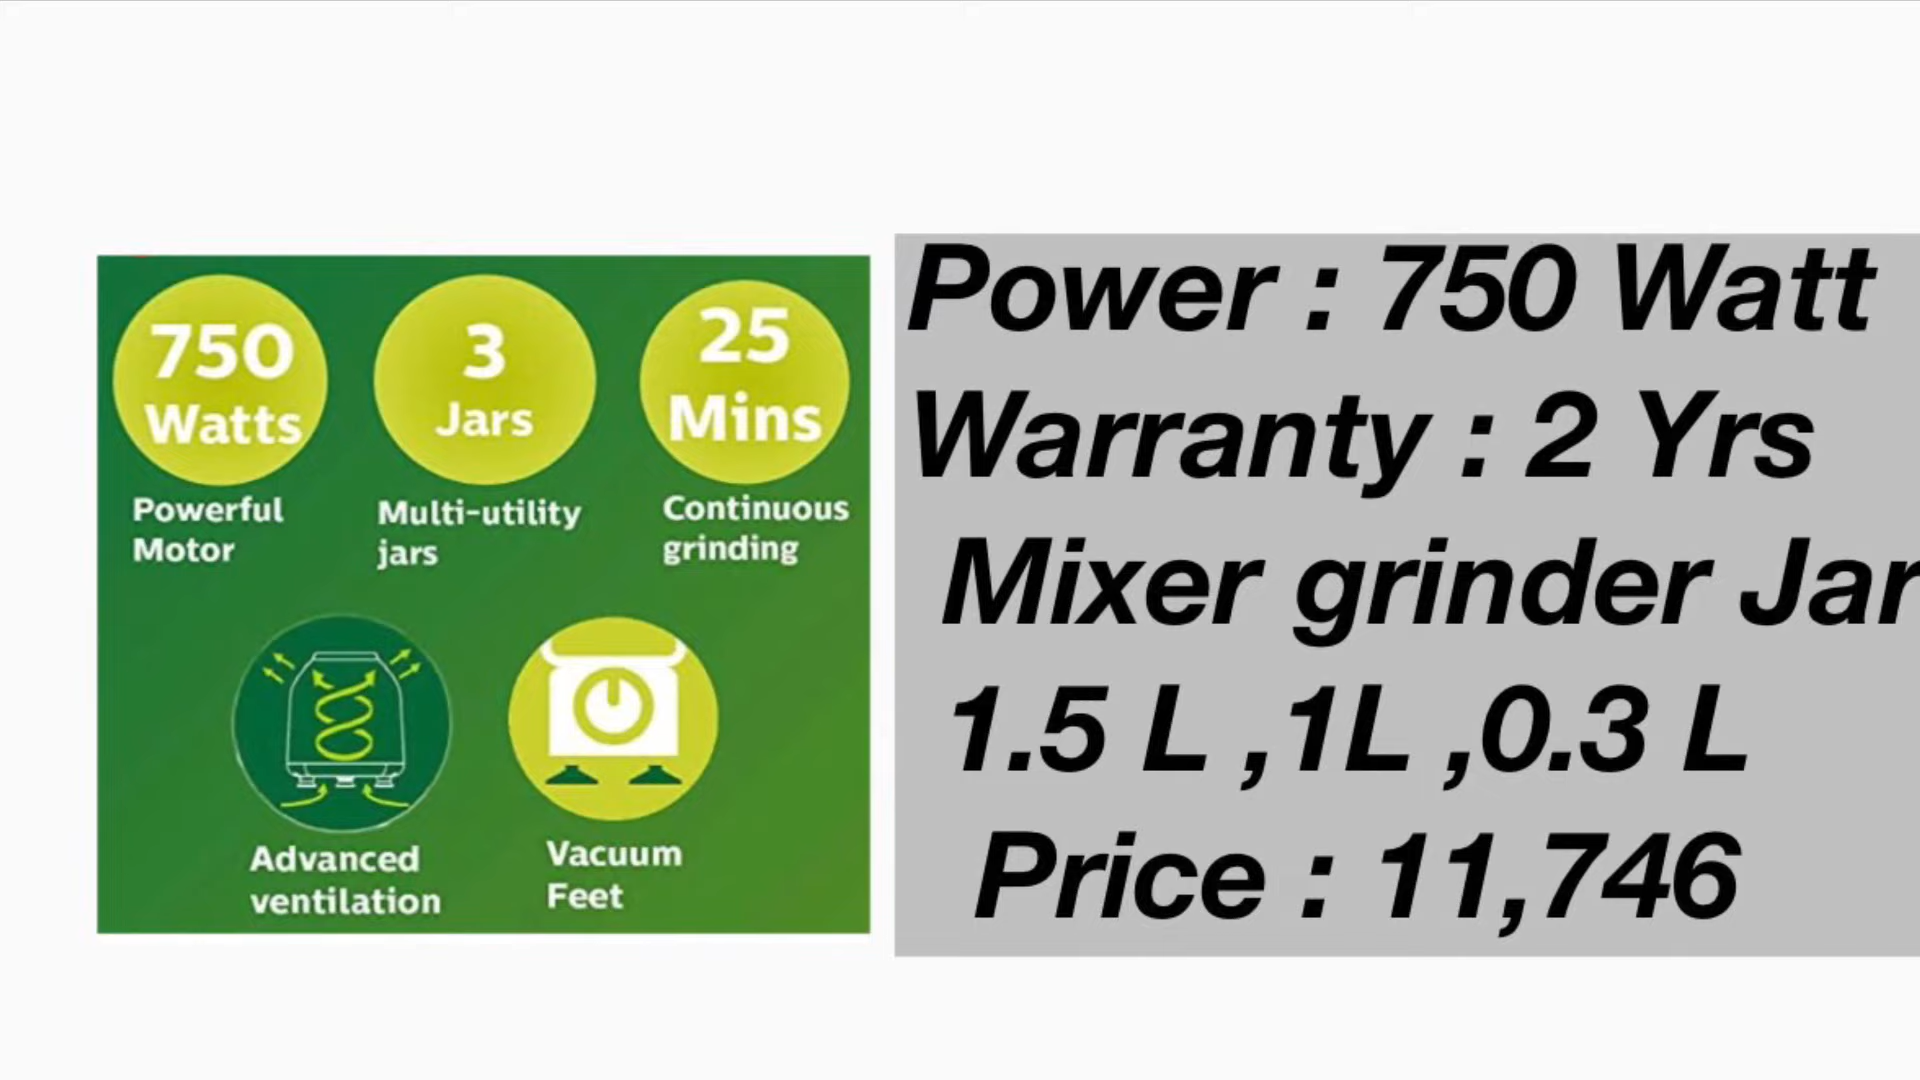 750
Watts
Powerful
Motor
3
Jars
Multi-utility
jars
25
Mins
Continuous
grinding
Advanced
ventilation
Vacuum
Feet
Power : 750 Watt
Warranty : 2 Yrs
Mixer grinder Jar
1.5 L ,1L ,0.3 L
Price : 11,746